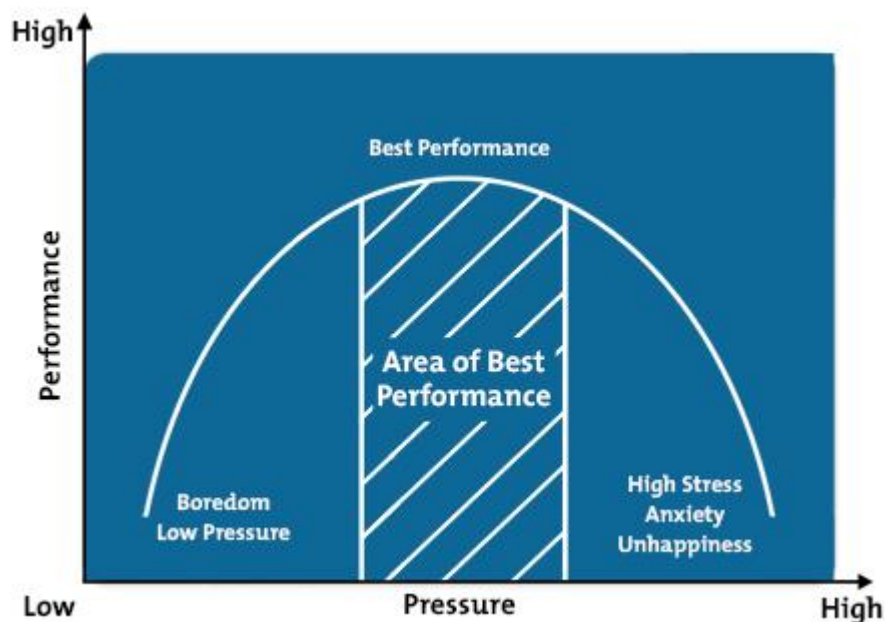 High
Best Performance
Performance
Area of Best
Performance
Boredom
Low Pressure
High Stress
Anxiety
Unhappiness
Low
Pressure
High